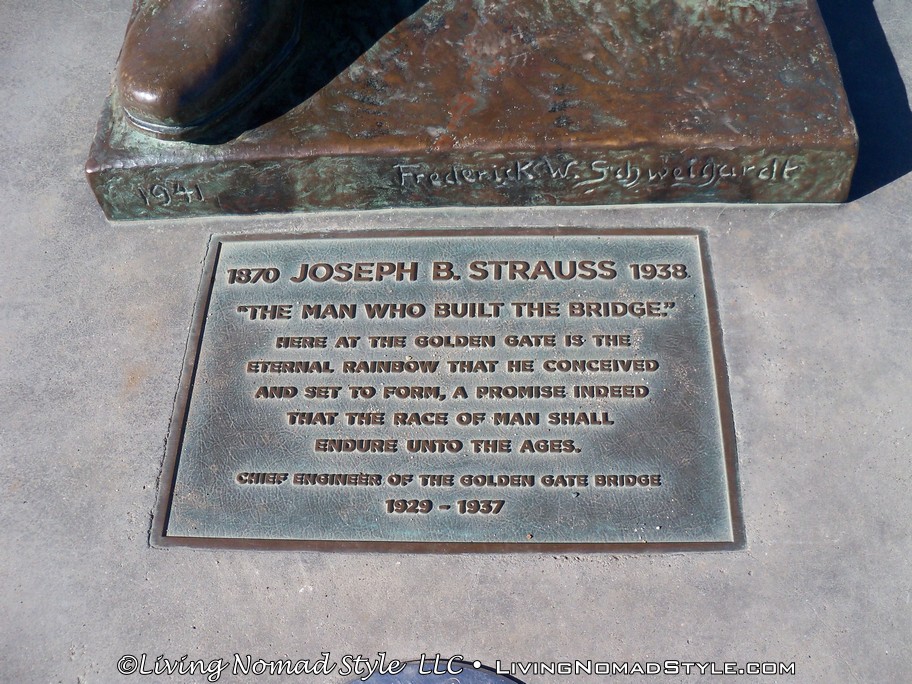 1941 Frederick W. Schweigardt
1870 JOSEPH B. STRAUSS 1938
"THE MAN WHO BUILT THE BRIDGE."
HERE AT THE GOLDEN GATE IS THE
ETERNAL RAINBOW THAT HE CONCEIVED
AND SET TO FORM, A PROMISE INDEED
THAT THE RACE OF MAN SHALL
ENDURE UNTO THE AGES.
CHIEF ENGINEER OF THE GOLDEN GATE BRIDGE
1929 - 1937
©Living Nomad Style LLC • LivingNomadStyle.com